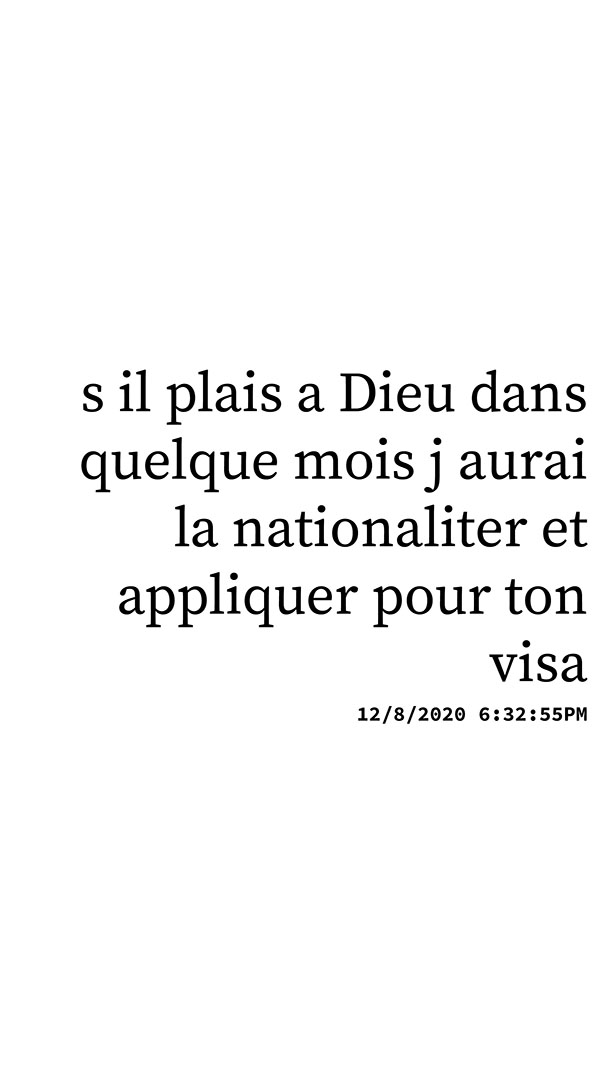 s il plais a Dieu dans
quelque mois j aurai
la nationaliter et
appliquer pour ton
visa
12/8/2020 6:32:55PM